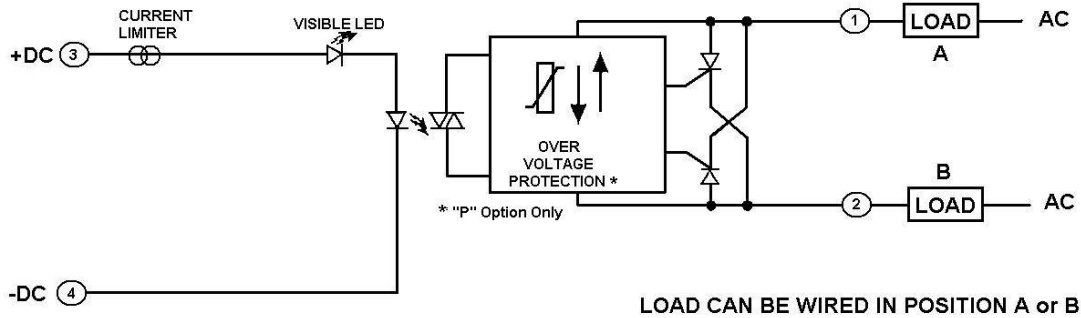 CURRENT
LIMITER
VISIBLE LED
+DC 3
1 LOAD AC
A
OVER
VOLTAGE
PROTECTION *
* "P" Option Only
B
2 LOAD AC
-DC 4
LOAD CAN BE WIRED IN POSITION A or B